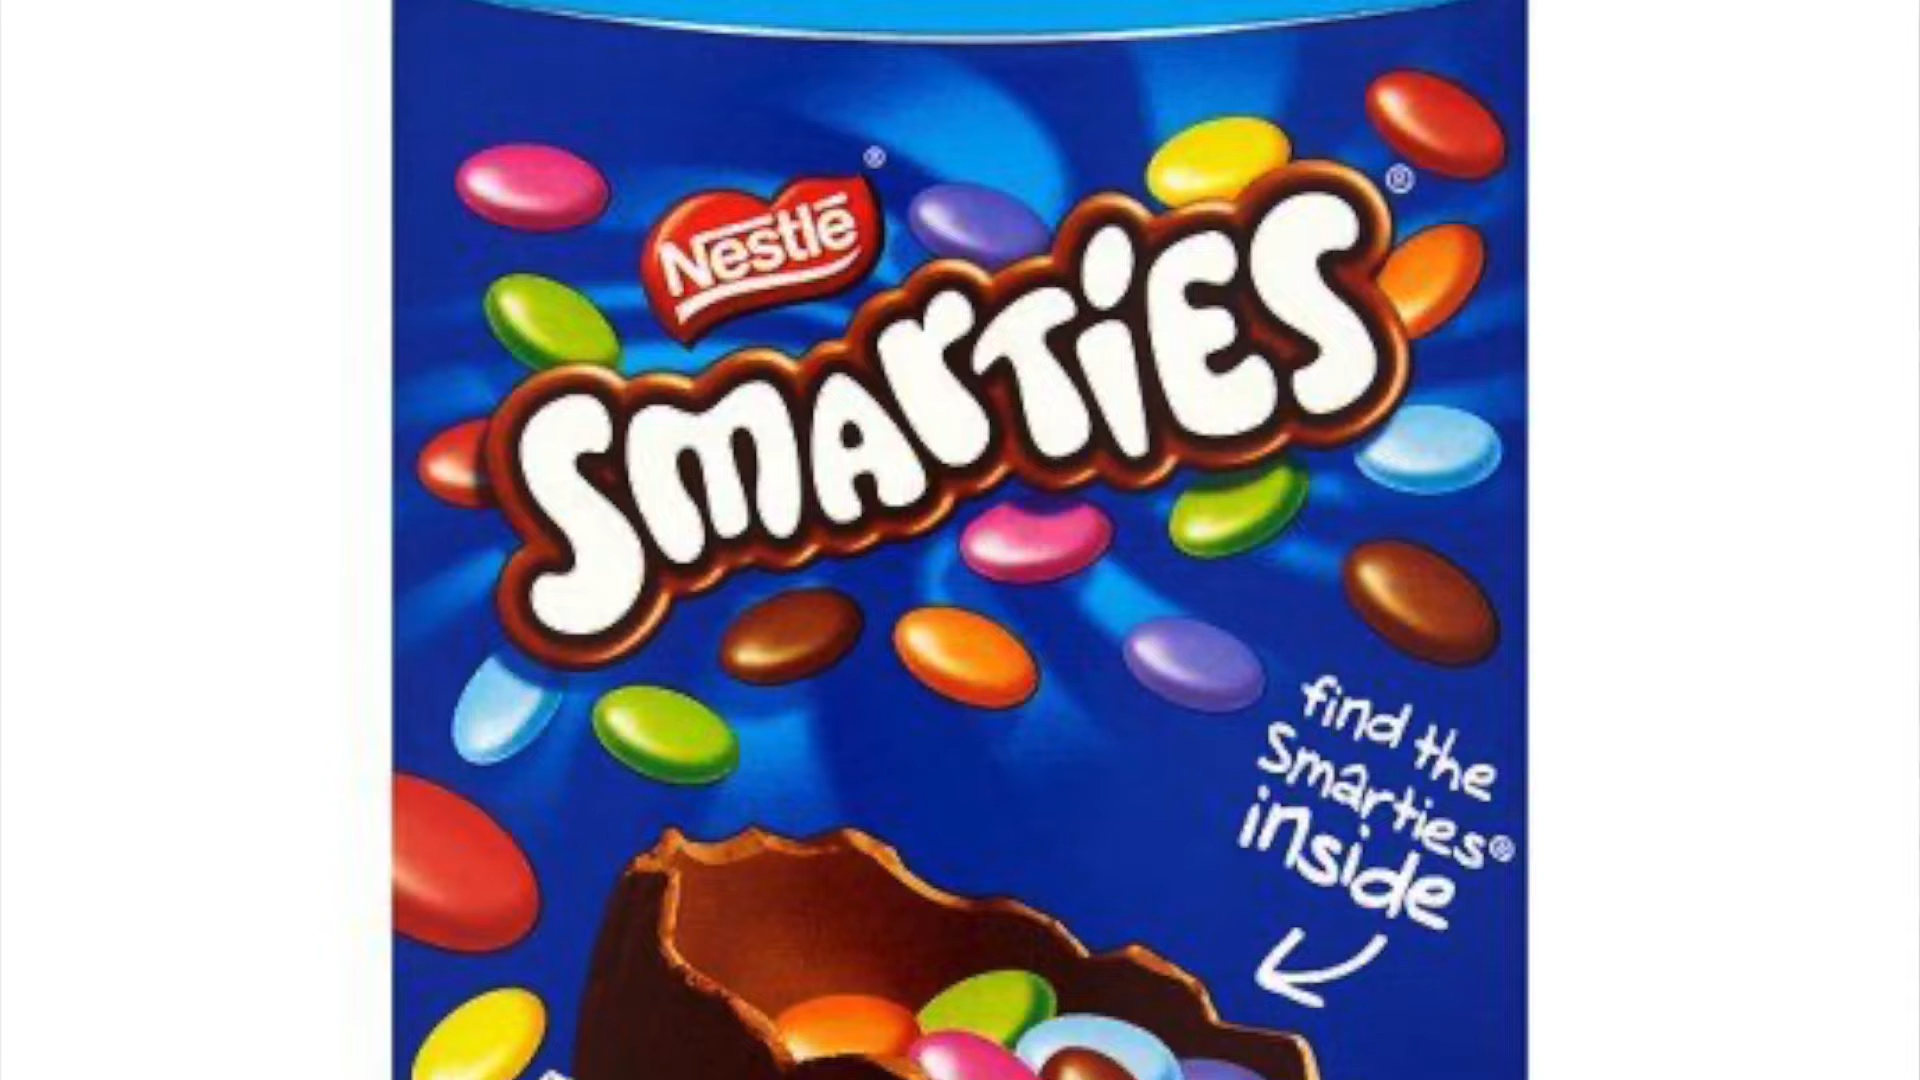 Nestlé®
SMARTIES®
find the
Smarties®
inside